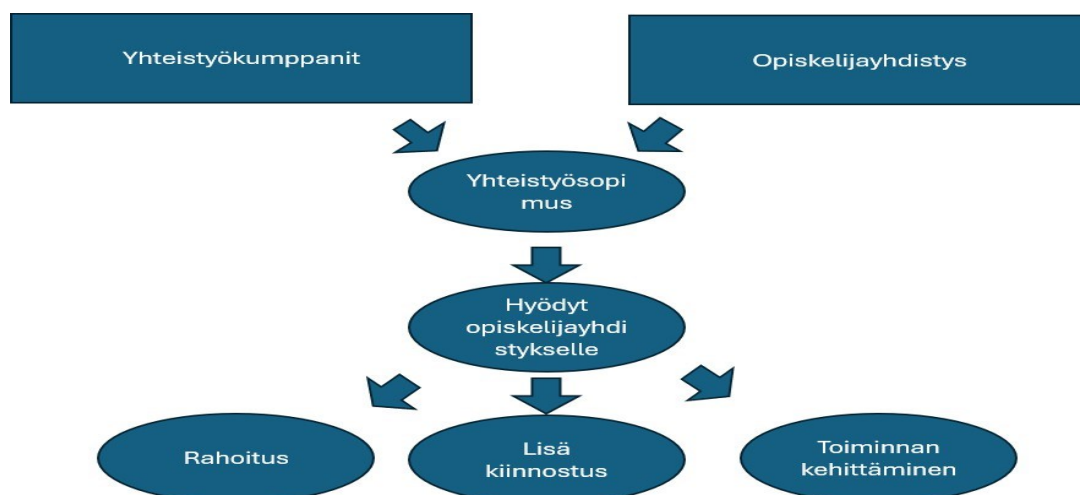 Yhteistyökumppanit
Opiskelijayhdistys
Yhteistyösopi
mus
Hyödyt
opiskelijayhdi
stykselle
Rahoitus
Lisä
kiinnostus
Toiminnan
kehittäminen